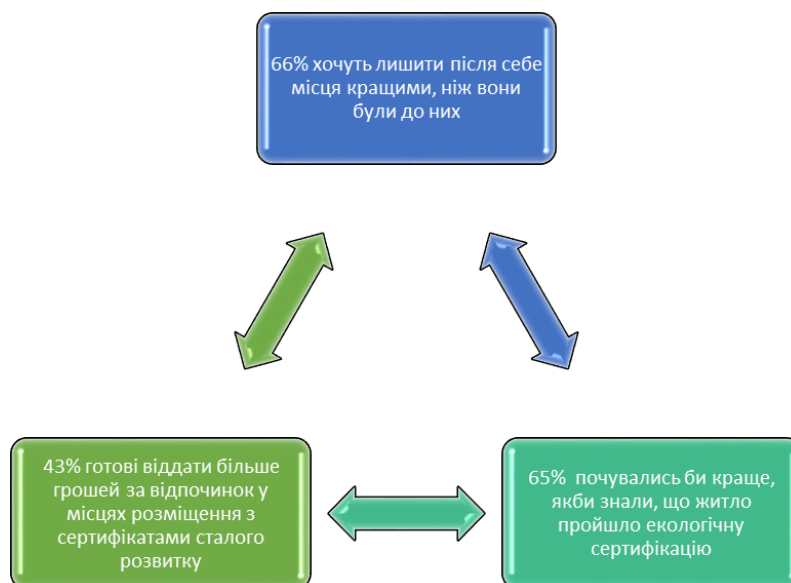 66% хочуть лишити після себе
місця кращими, ніж вони
були до них
43% готові віддати більше
грошей за відпочинок у
місцях розміщення з
сертифікатами сталого
розвитку
65% почувались би краще,
якби знали, що житло
пройшло екологічну
сертифікацію